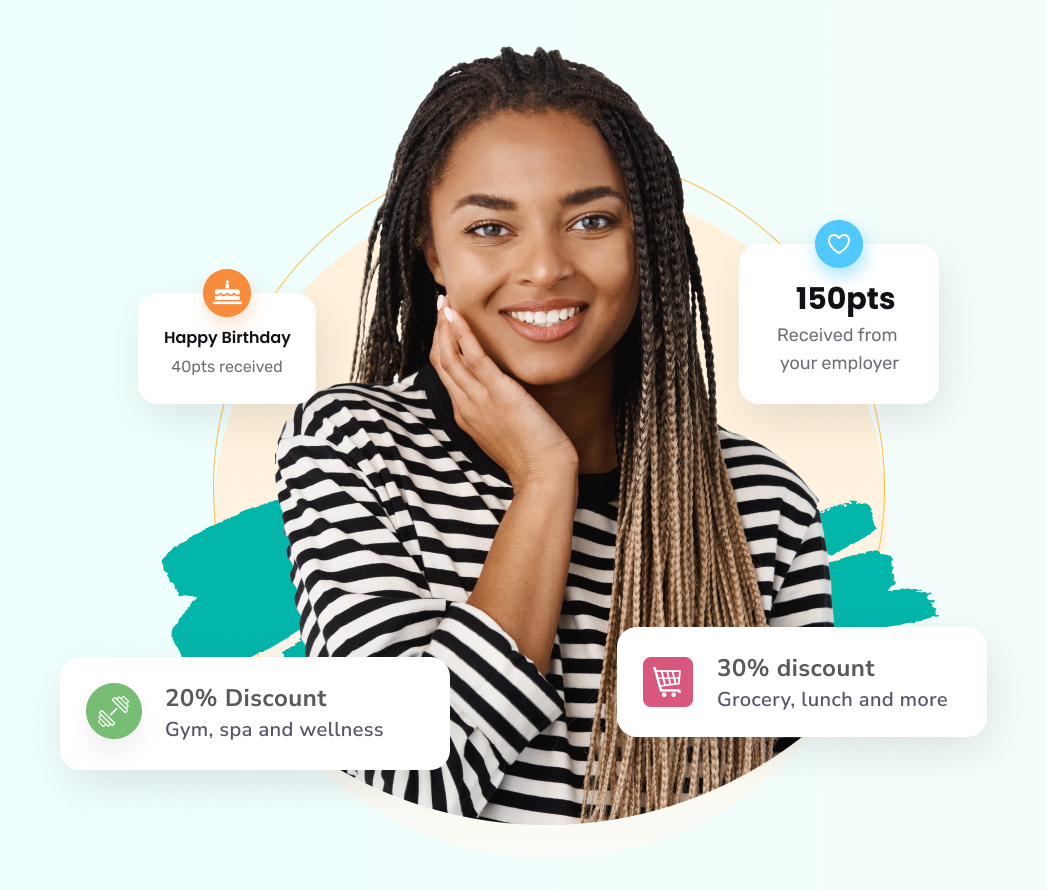 Happy Birthday
40pts received
150pts
Received from
your employer
20% Discount
Gym, spa and wellness
30% discount
Grocery, lunch and more